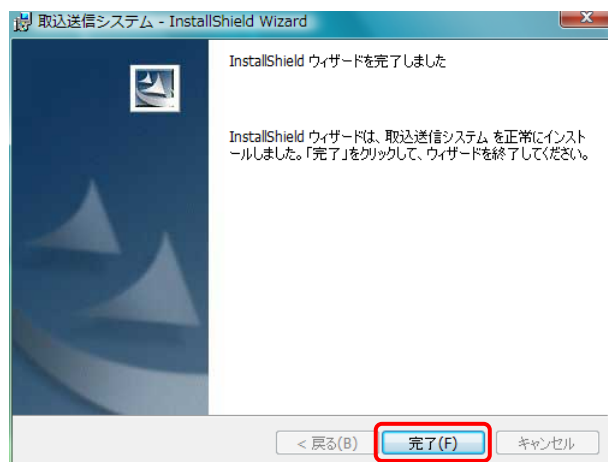 取込送信システム - InstallShield Wizard
InstallShield ウィザードを完了しました
InstallShield ウィザードは、取込送信システム を正常にインスト
ールしました。「完了」をクリックして、ウィザードを終了してください。
< 戻る(B)
完了(F)
キャンセル